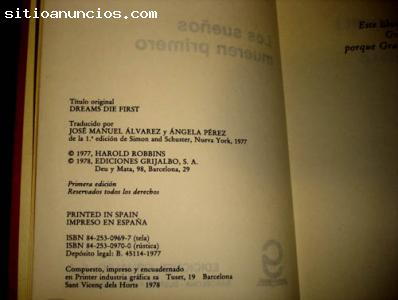 sitioanuncios.com
Los sueños
mueren primero
Este libro
porque Gra
Título original
DREAMS DIE FIRST
Traducido por
JOSÉ MANUEL ÁLVAREZ y ÁNGELA PÉREZ
de la 1.ª edición de Simon and Schuster, Nueva York, 1977
© 1977, HAROLD ROBBINS
© 1978, EDICIONES GRIJALBO, S. A.
Deu y Mata, 98, Barcelona, 29
Primera edición
Reservados todos los derechos
PRINTED IN SPAIN
IMPRESO EN ESPAÑA
ISBN 84-253-0969-7 (tela)
ISBN 84-253-0970-0 (rústica)
Depósito legal: B. 45114-1977
Compuesto, impreso y encuadernado
en Printer industria gráfica sa Tuset, 19 Barcelona
Sant Vicenç dels Horts 1978